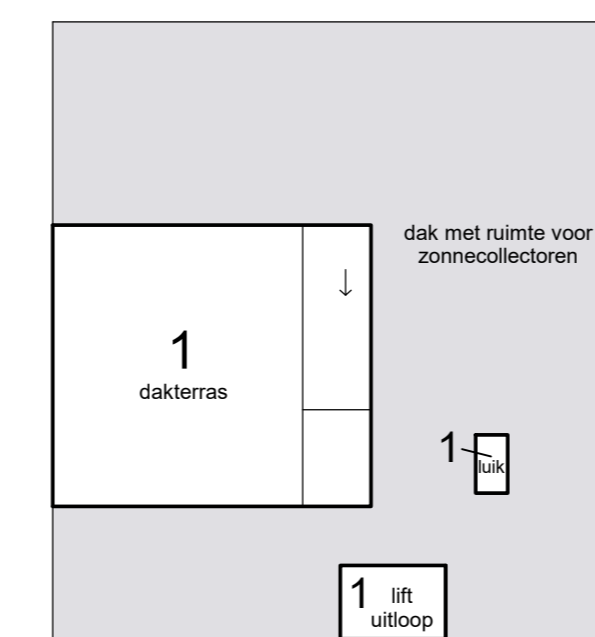 dak met ruimte voor
zonnecollectoren
1
dakterras
1
luik
1
lift
uitloop